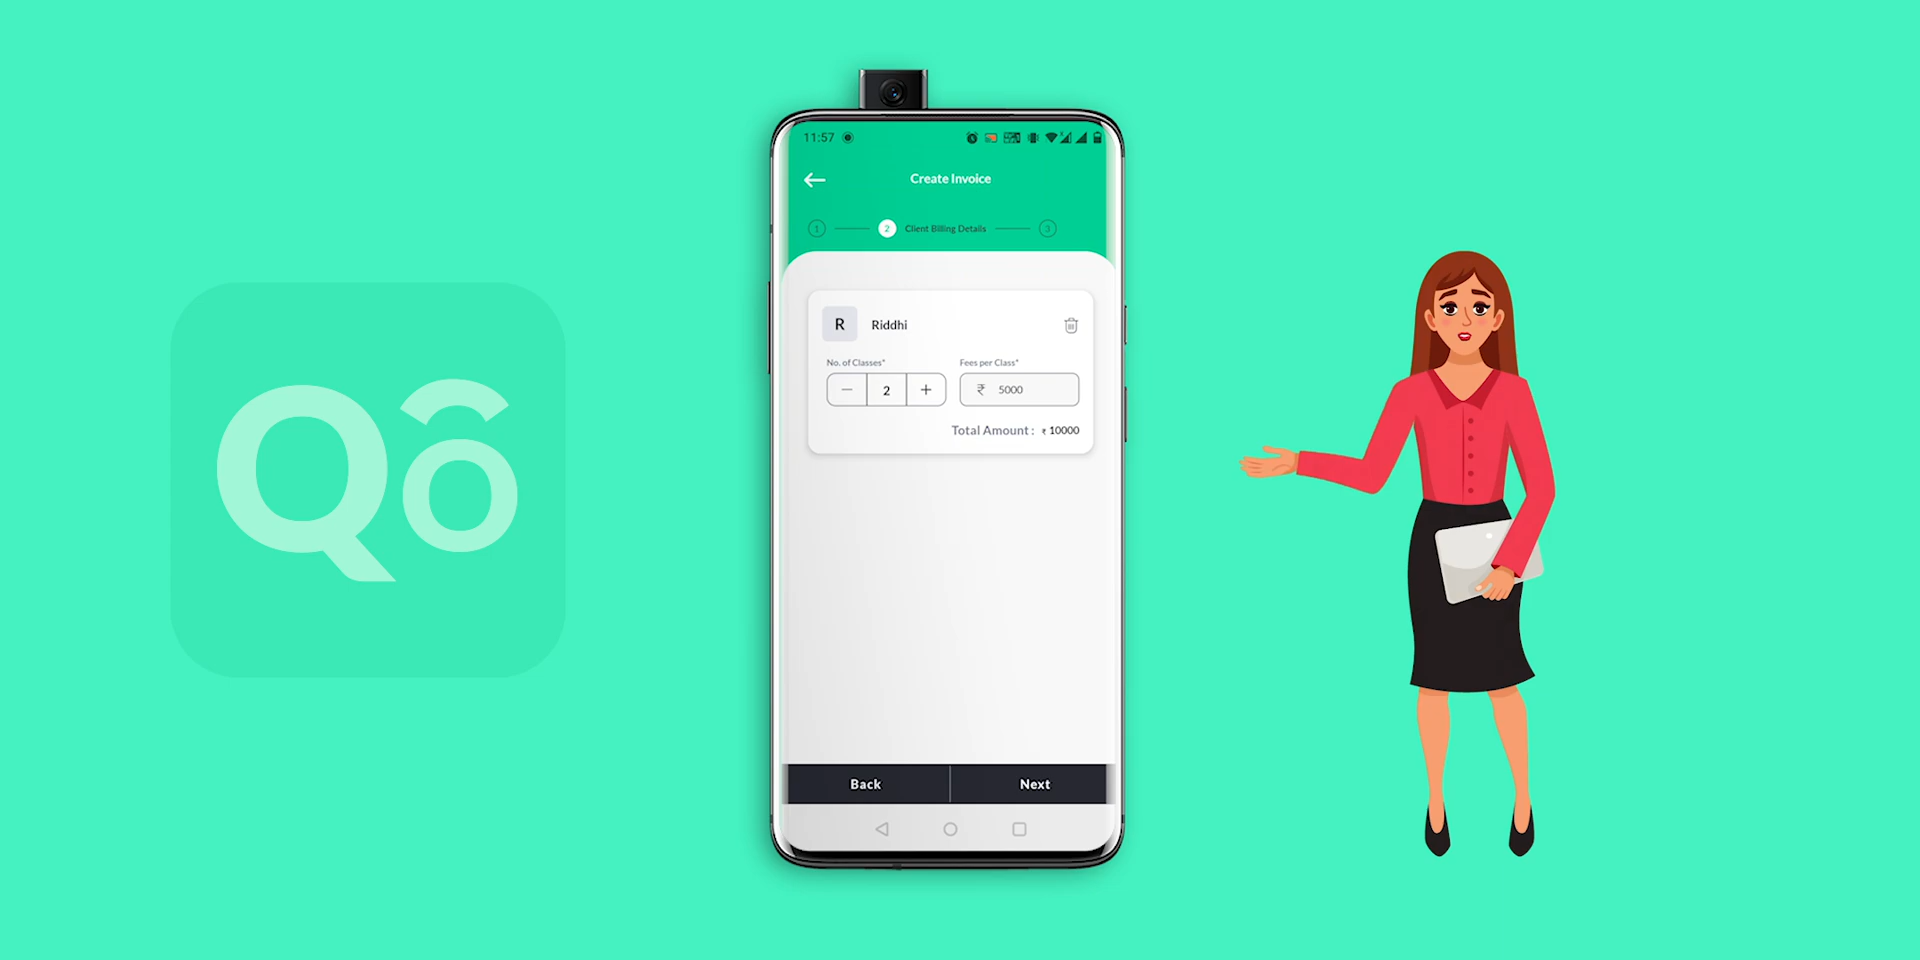 Qô
11:57
Create Invoice
1 2 Client Billing Details 3
R Riddhi
No. of Classes* Fees per Class*
− 2 + ₹ 5000
Total Amount : ₹ 10000
Back Next